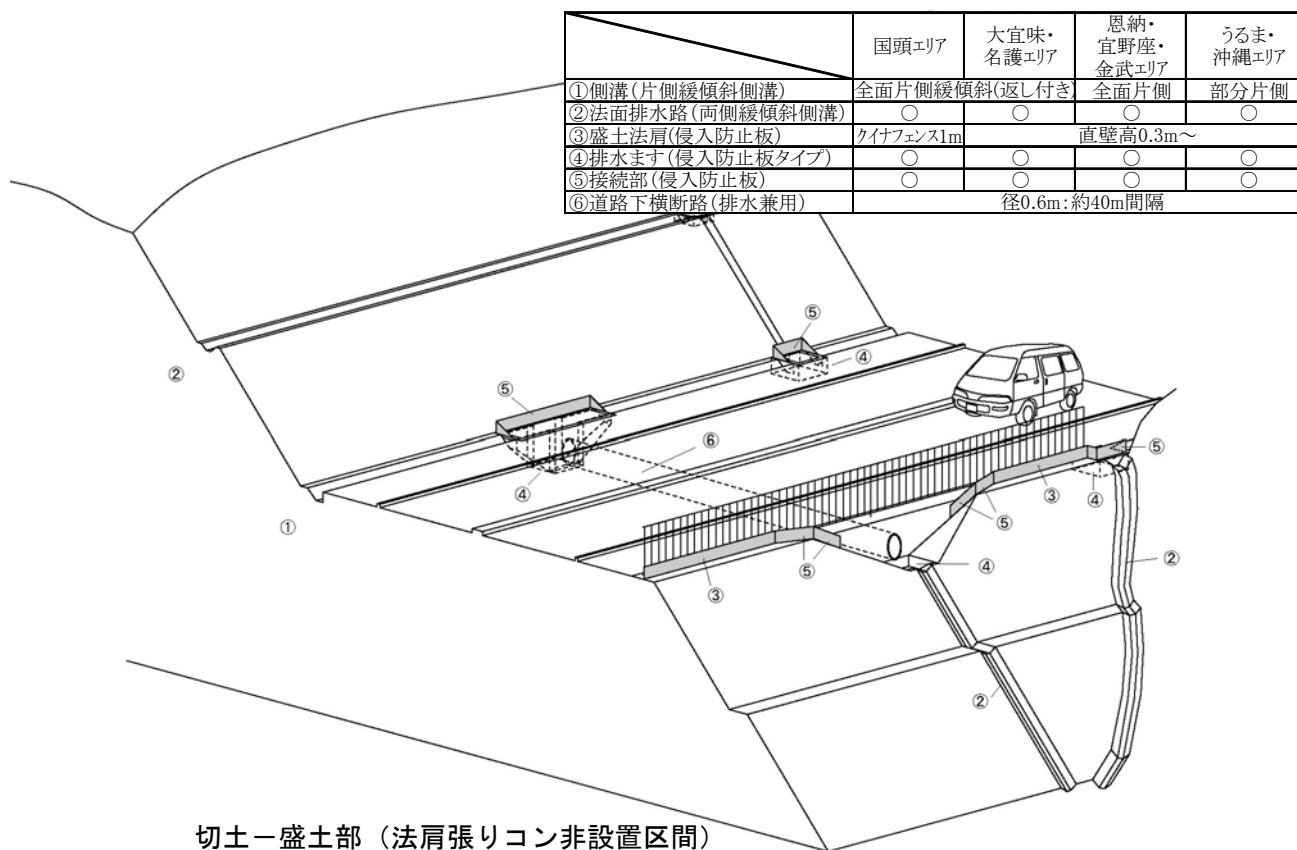 国頭エリア 大宜味・名護エリア 恩納・宜野座・金武エリア うるま・沖縄エリア
①側溝(片側緩傾斜側溝) 全面片側緩傾斜(返し付き) 全面片側 部分片側
②法面排水路(両側緩傾斜側溝) ○ ○ ○ ○
③盛土法肩(侵入防止板) クイナフェンス1m 直壁高0.3m～
④排水ます(侵入防止板タイプ) ○ ○ ○ ○
⑤接続部(侵入防止板) ○ ○ ○ ○
⑥道路下横断路(排水兼用) 径0.6m：約40m間隔
⑤
④
②
⑤
⑥
⑤
④
③
④
①
⑤
⑤
④
②
③
②
切土－盛土部（法肩張りコン非設置区間）